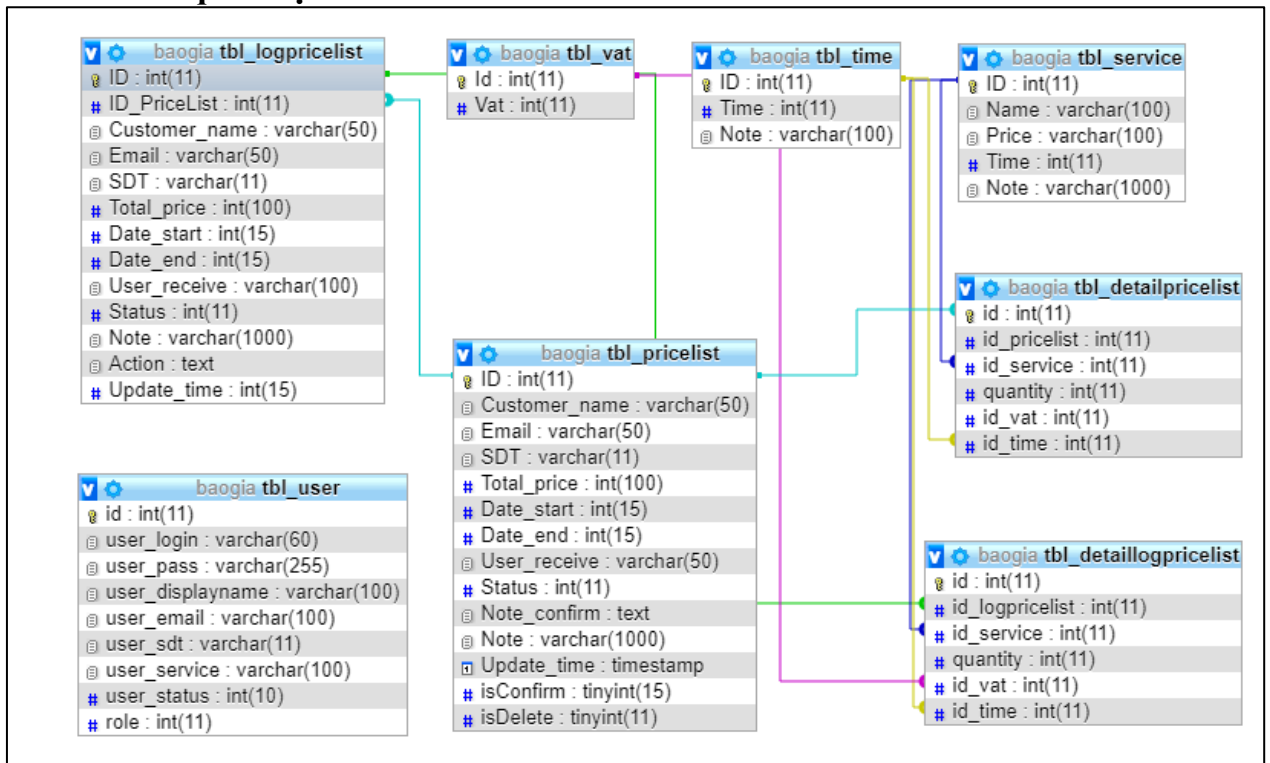 baogia tbl_logpricelist
ID : int(11)
# ID_PriceList : int(11)
Customer_name : varchar(50)
Email : varchar(50)
SDT : varchar(11)
# Total_price : int(100)
# Date_start : int(15)
# Date_end : int(15)
User_receive : varchar(100)
# Status : int(11)
Note : varchar(1000)
Action : text
# Update_time : int(15)
baogia tbl_vat
Id : int(11)
# Vat : int(11)
baogia tbl_time
ID : int(11)
# Time : int(11)
Note : varchar(100)
baogia tbl_service
ID : int(11)
Name : varchar(100)
Price : varchar(100)
# Time : int(11)
Note : varchar(1000)
baogia tbl_detailpricelist
id : int(11)
# id_pricelist : int(11)
# id_service : int(11)
# quantity : int(11)
# id_vat : int(11)
# id_time : int(11)
baogia tbl_pricelist
ID : int(11)
Customer_name : varchar(50)
Email : varchar(50)
SDT : varchar(11)
# Total_price : int(100)
# Date_start : int(15)
# Date_end : int(15)
User_receive : varchar(50)
# Status : int(11)
Note_confirm : text
Note : varchar(1000)
Update_time : timestamp
# isConfirm : tinyint(15)
# isDelete : tinyint(11)
baogia tbl_user
id : int(11)
user_login : varchar(60)
user_pass : varchar(255)
user_displayname : varchar(100)
user_email : varchar(100)
user_sdt : varchar(11)
user_service : varchar(100)
# user_status : int(10)
# role : int(11)
baogia tbl_detaillogpricelist
id : int(11)
# id_logpricelist : int(11)
# id_service : int(11)
# quantity : int(11)
# id_vat : int(11)
# id_time : int(11)